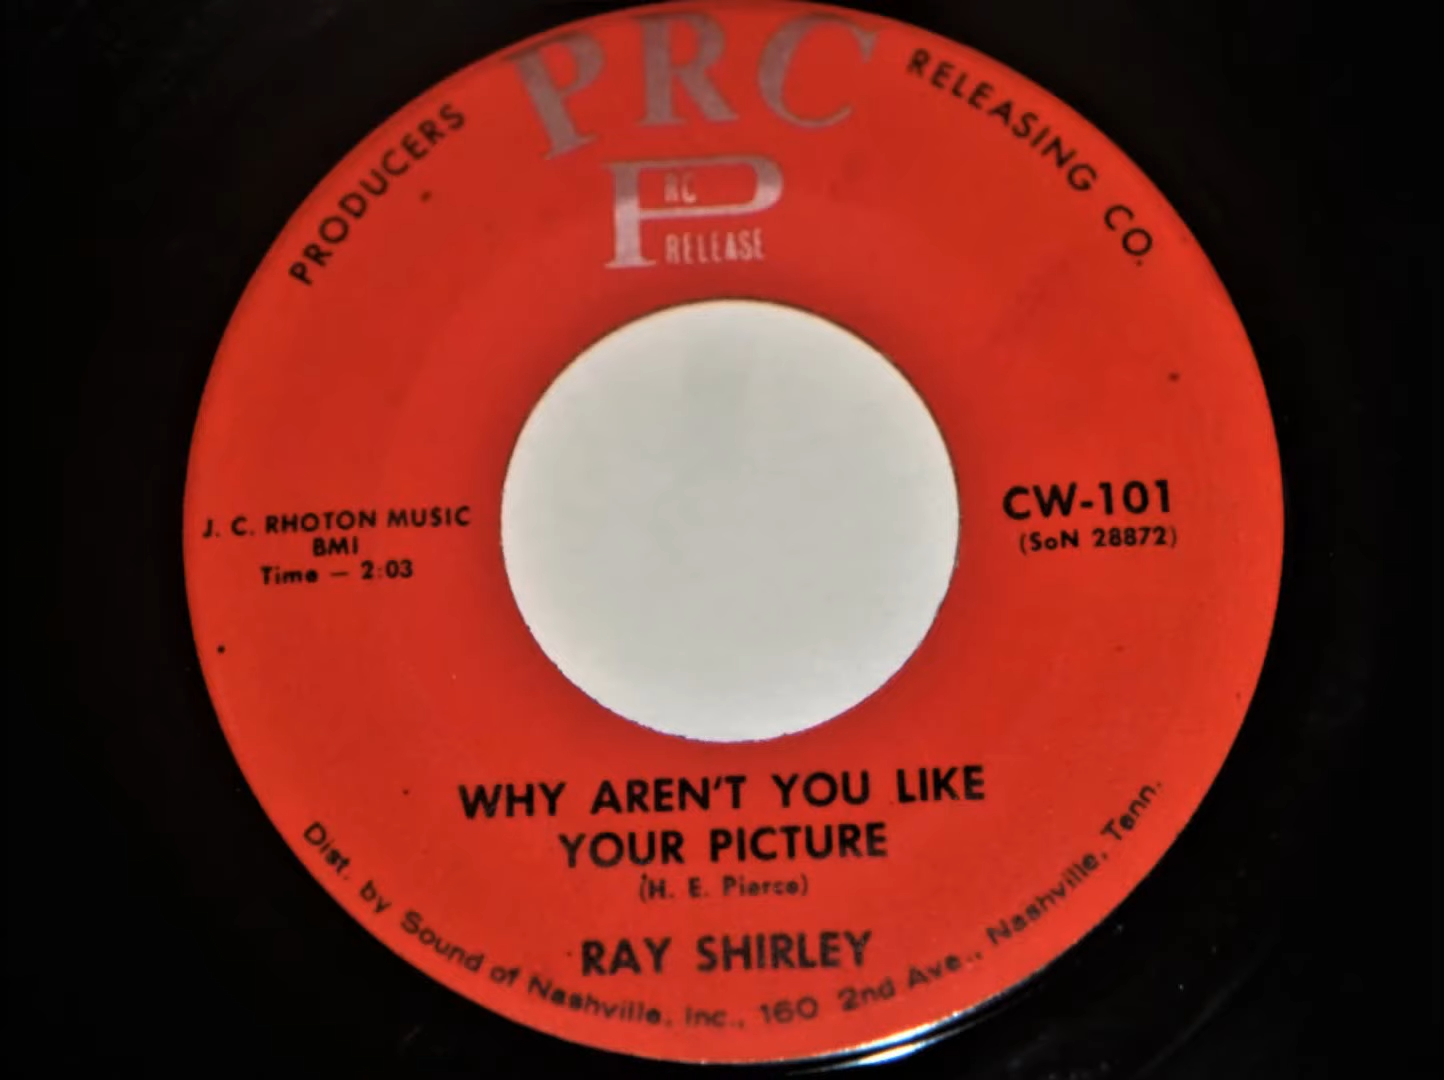 PRC
PRODUCERS RELEASING CO.
PRC
RELEASE
J. C. RHOTON MUSIC
BMI
Time — 2:03
CW-101
(SoN 28872)
WHY AREN'T YOU LIKE
YOUR PICTURE
(H. E. Pierce)
RAY SHIRLEY
Dist. by Sound of Nashville, Inc., 160 2nd Ave., Nashville, Tenn.